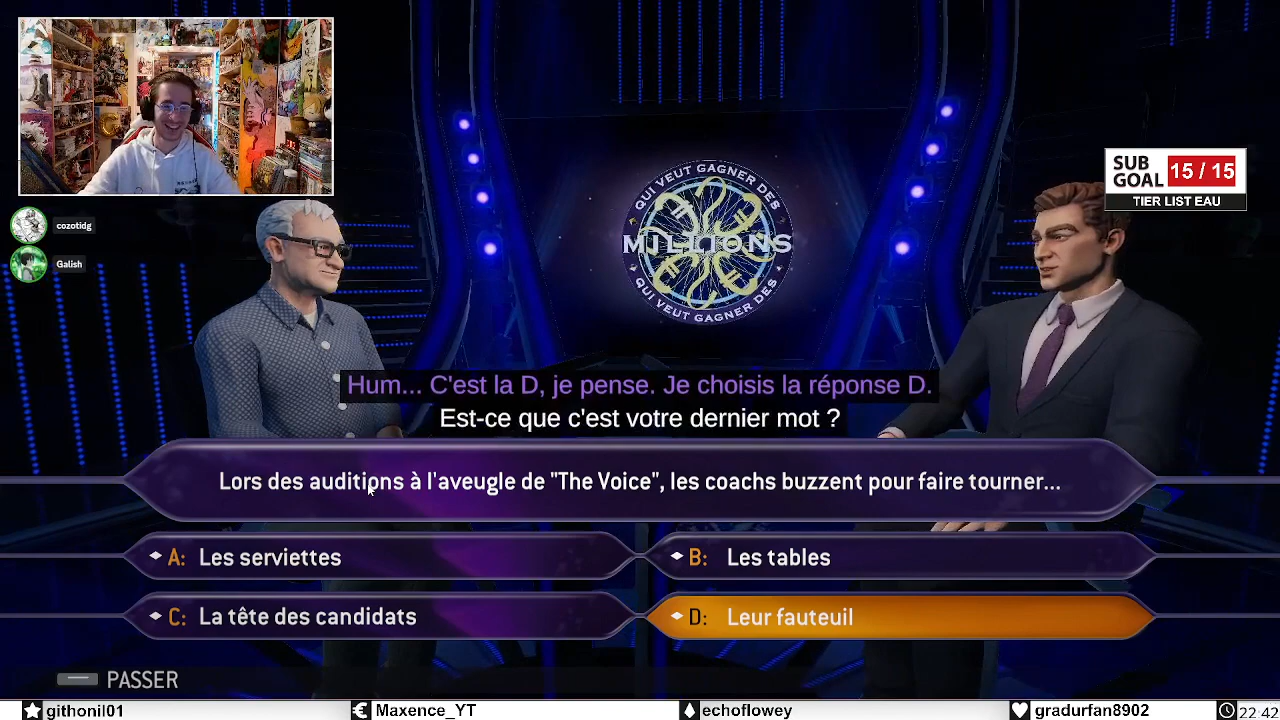 SUB
GOAL
15 / 15
TIER LIST EAU
cozotidg
Galish
QUI VEUT GAGNER DES
MILLIONS
QUI VEUT GAGNER DES
Hum... C'est la D, je pense. Je choisis la réponse D.
Est-ce que c'est votre dernier mot ?
Lors des auditions à l'aveugle de "The Voice", les coachs buzzent pour faire tourner...
A: Les serviettes
B: Les tables
C: La tête des candidats
D: Leur fauteuil
PASSER
githonil01
Maxence_YT
echoflowey
gradurfan8902
22:42